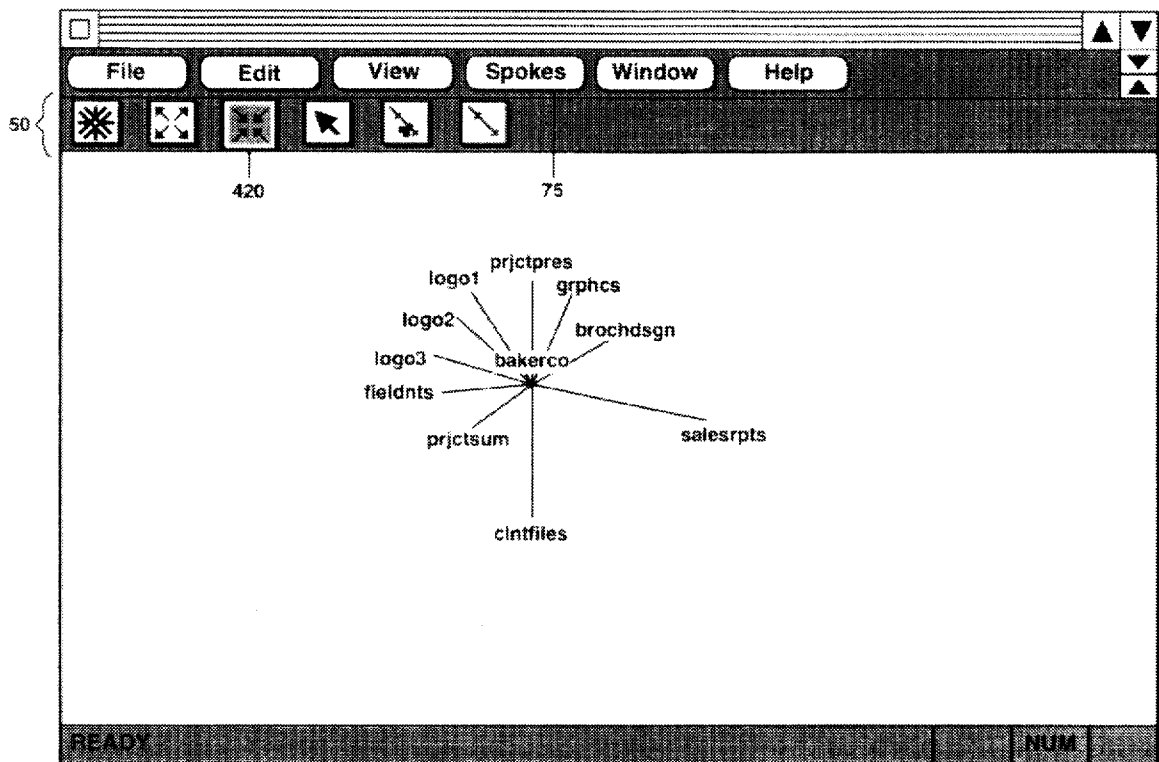 File Edit View Spokes Window Help
50
420 75
prjctpres
logo1
grphcs
logo2
brochdsgn
logo3
bakerco
fieldnts
prjctsum
salesrpts
clntfiles
READY NUM